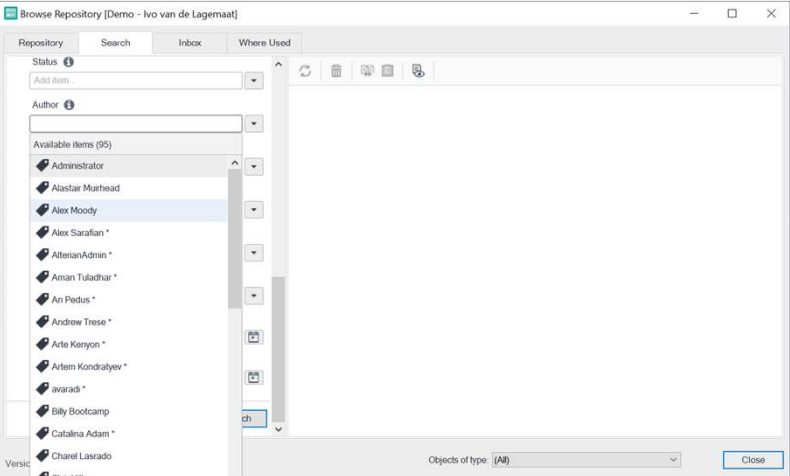 Browse Repository [Demo - Ivo van de Lagemaat]
Repository
Search
Inbox
Where Used
Status
Add item...
Author
Available items (95)
Administrator
Alastair Muirhead
Alex Moody
Alex Sarafian *
AlterianAdmin *
Aman Tuladhar *
An Pedus *
Andrew Trese *
Arte Kenyon *
Artem Kondratyev *
avaradi *
Billy Bootcamp
Catalina Adam *
Charel Lasrado
ch
Versic
Objects of type: (All)
Close